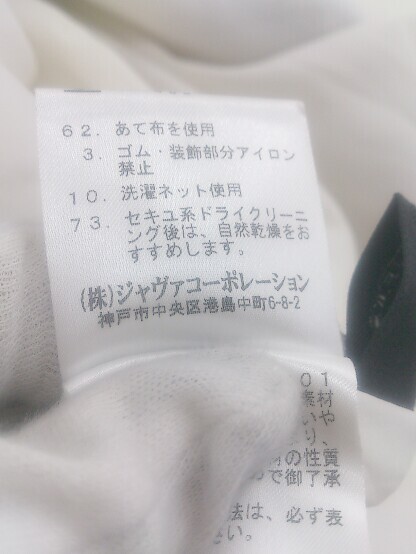 62. あて布を使用
3. ゴム・装飾部分アイロン
禁止
10. 洗濯ネット使用
73. セキユ系ドライクリーニ
ング後は、自然乾燥をお
すすめします。
(株)ジャヴァコーポレーション
神戸市中央区港島中町6-8-2
01
素材
いや
り、
の性質
で御了承
法は、必ず表
さい。